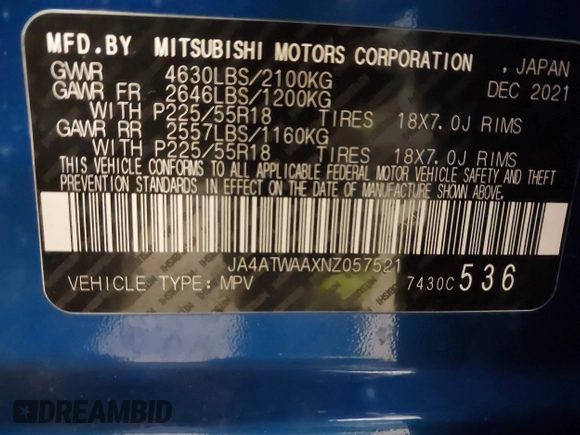 MFD.BY MITSUBISHI MOTORS CORPORATION
, JAPAN
GVWR 4630LBS/2100KG DEC 2021
GAWR FR 2646LBS/1200KG
WITH P225/55R18 TIRES 18X7.0J RIMS
GAWR RR 2557LBS/1160KG
WITH P225/55R18 TIRES 18X7.0J RIMS
THIS VEHICLE CONFORMS TO ALL APPLICABLE FEDERAL MOTOR VEHICLE SAFETY AND THEFT
PREVENTION STANDARDS IN EFFECT ON THE DATE OF MANUFACTURE SHOWN ABOVE.
JA4ATWAAXNZ057521
VEHICLE TYPE: MPV 7430C 536
DREAMBID